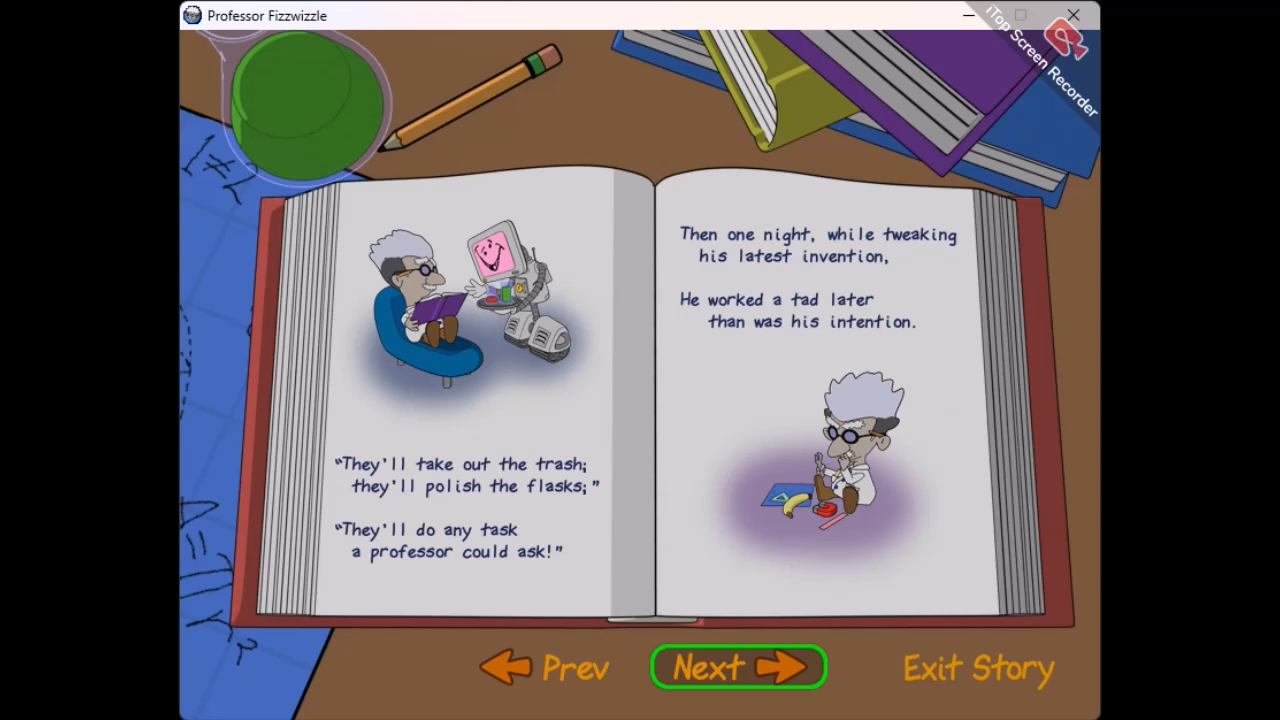 Professor Fizzwizzle
iTop Screen Recorder
"They'll take out the trash;
they'll polish the flasks;"
"They'll do any task
a professor could ask!"
Then one night, while tweaking
his latest invention,
He worked a tad later
than was his intention.
Prev
Next
Exit Story